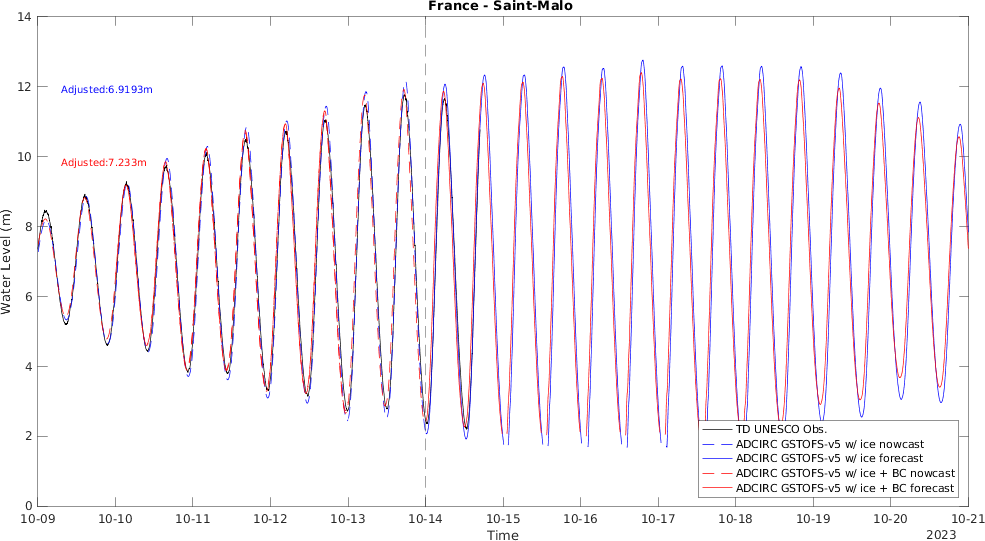 France - Saint-Malo
14
12
10
8
6
4
2
0
Water Level (m)
Adjusted:6.9193m
Adjusted:7.233m
TD UNESCO Obs.
ADCIRC GSTOFS-v5 w/ ice nowcast
ADCIRC GSTOFS-v5 w/ ice forecast
ADCIRC GSTOFS-v5 w/ ice + BC nowcast
ADCIRC GSTOFS-v5 w/ ice + BC forecast
10-09 10-10 10-11 10-12 10-13 10-14 10-15 10-16 10-17 10-18 10-19 10-20 10-21
Time
2023